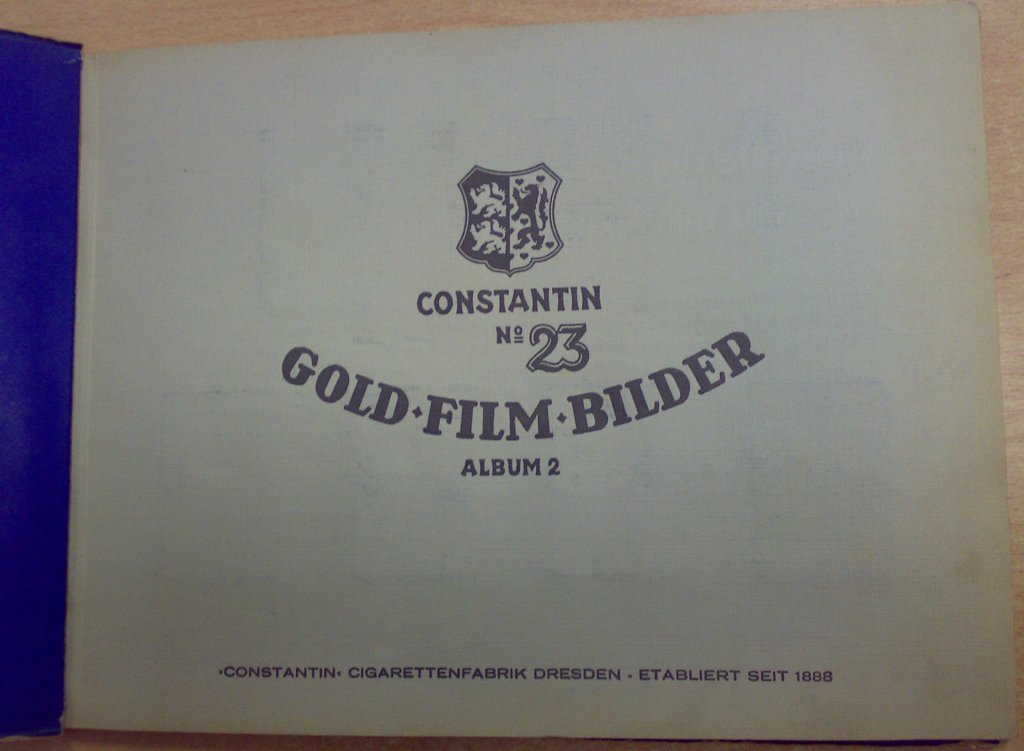 CONSTANTIN
Nº 23
GOLD·FILM·BILDER
ALBUM 2
›CONSTANTIN‹ CIGARETTENFABRIK DRESDEN - ETABLIERT SEIT 1888